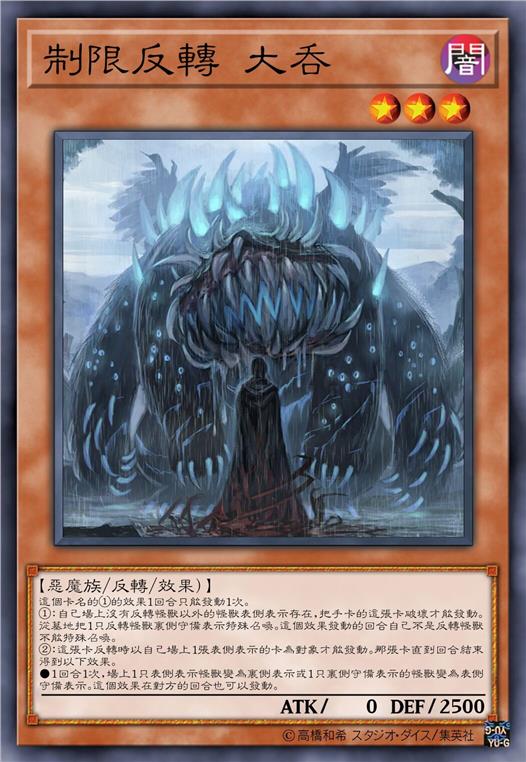 制限反轉 大吞
闇
【惡魔族/反轉/效果】】
這個卡名的①的效果1回合只能發動1次。
①：自己場上沒有反轉怪獸以外的怪獸表側表示存在，把手卡的這張卡破壞才能發動。
從墓地把1只反轉怪獸裏側守備表示特殊召喚。這個效果發動的回合自己不是反轉怪獸
不能特殊召喚。
②：這張卡反轉時以自己場上1張表側表示的卡為對象才能發動。那張卡直到回合結束
得到以下效果。
●1回合1次，場上1只表側表示怪獸變為裏側守備表示或1只裏側守備表示的怪獸變為表側
守備表示。這個效果在對方的回合也可以發動。
ATK/ 0 DEF/2500
©高橋和希 スタジオ・ダイス/集英社
YU-G